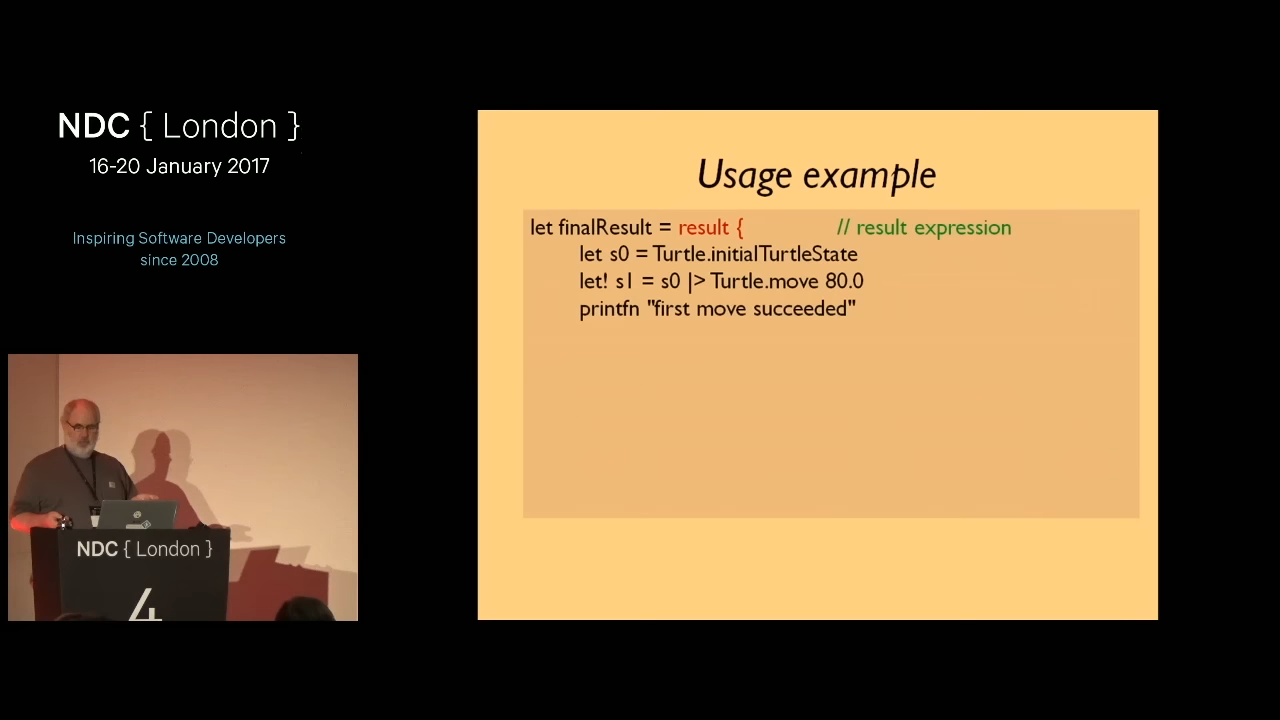 NDC { London }
16-20 January 2017
Inspiring Software Developers
since 2008
Usage example
let finalResult = result { // result expression
let s0 = Turtle.initialTurtleState
let! s1 = s0 |> Turtle.move 80.0
printfn "first move succeeded"
NDC { London }
4